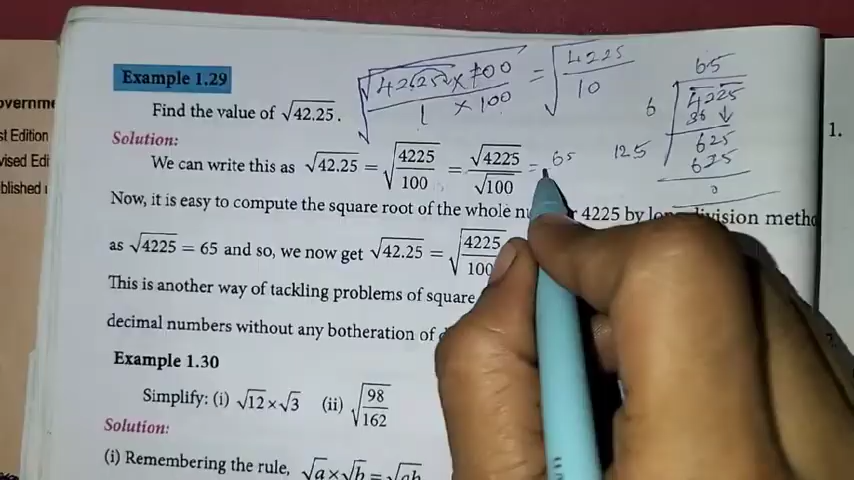 Example 1.29
√4225 × 100 / 1 × 100 = √4225 / 10
65
6 4225
36 ↓
625
125 625
0
Find the value of √42.25 .
Solution:
We can write this as √42.25 = √4225/100 = √4225/√100 = 65
Now, it is easy to compute the square root of the whole 4225 by long division
as √4225 = 65 and so, we now get √42.25 = √4225/100
This is another way of tackling problems of square
decimal numbers without any botheration of
Example 1.30
Simplify: (i) √12 × √3 (ii) √98/162
Solution:
(i) Remembering the rule, √a × √b = √ab
st Edition
vised Edi
blished
1.